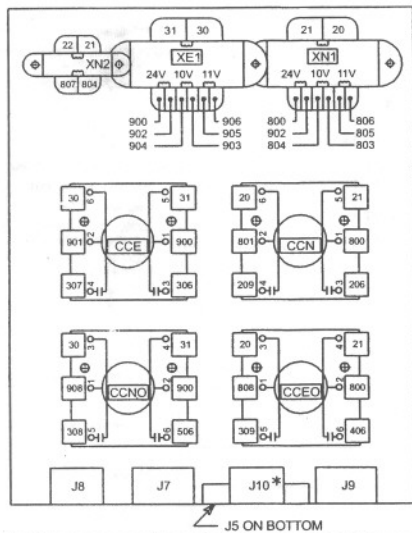 31 30
22 21
XN2
807 804
XE1
24V 10V 11V
900 906
902 905
904 903
21 20
XN1
24V 10V 11V
800 806
902 805
804 803
30 6 5 31
901 2 CCE 1 900
307 4 3 306
20 6 5 21
801 2 CCN 1 800
209 4 3 206
30 3 4 31
908 1 CCNO 2 900
308 5 6 506
20 3 4 21
808 1 CCEO 2 800
309 5 6 406
J8 J7 J10* J9
J5 ON BOTTOM